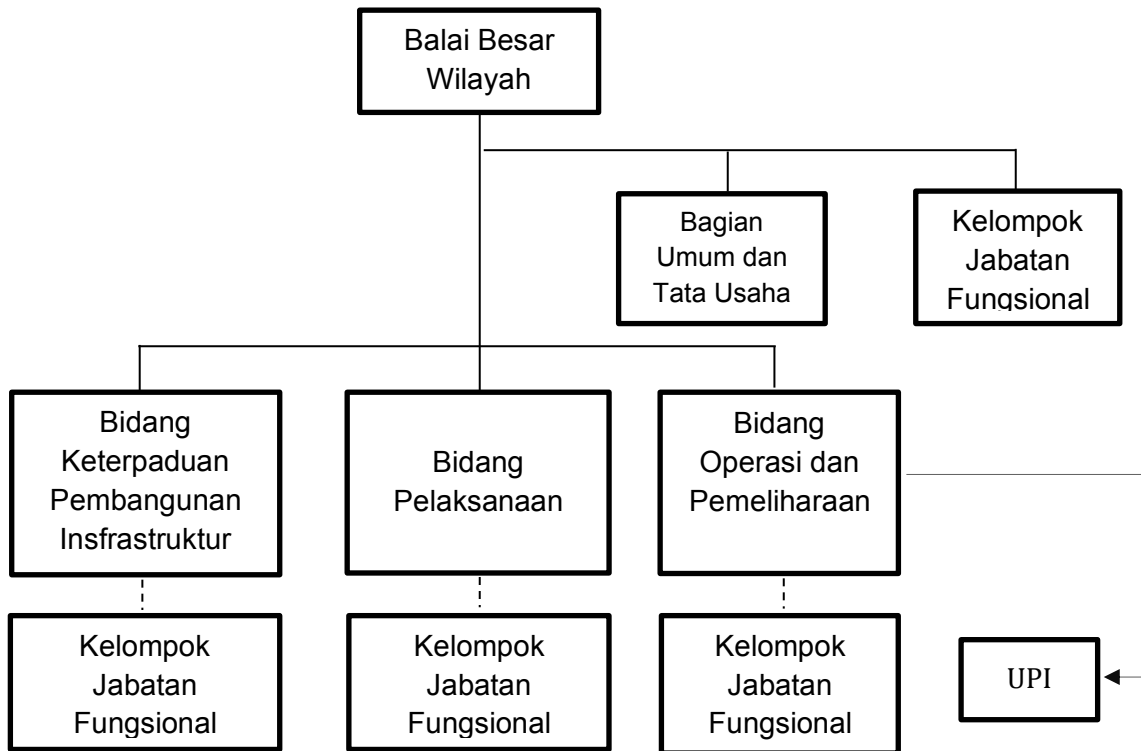 Balai Besar
Wilayah
Bagian
Umum dan
Tata Usaha
Kelompok
Jabatan
Fungsional
Bidang
Keterpaduan
Pembangunan
Insfrastruktur
Bidang
Pelaksanaan
Bidang
Operasi dan
Pemeliharaan
Kelompok
Jabatan
Fungsional
Kelompok
Jabatan
Fungsional
Kelompok
Jabatan
Fungsional
UPI